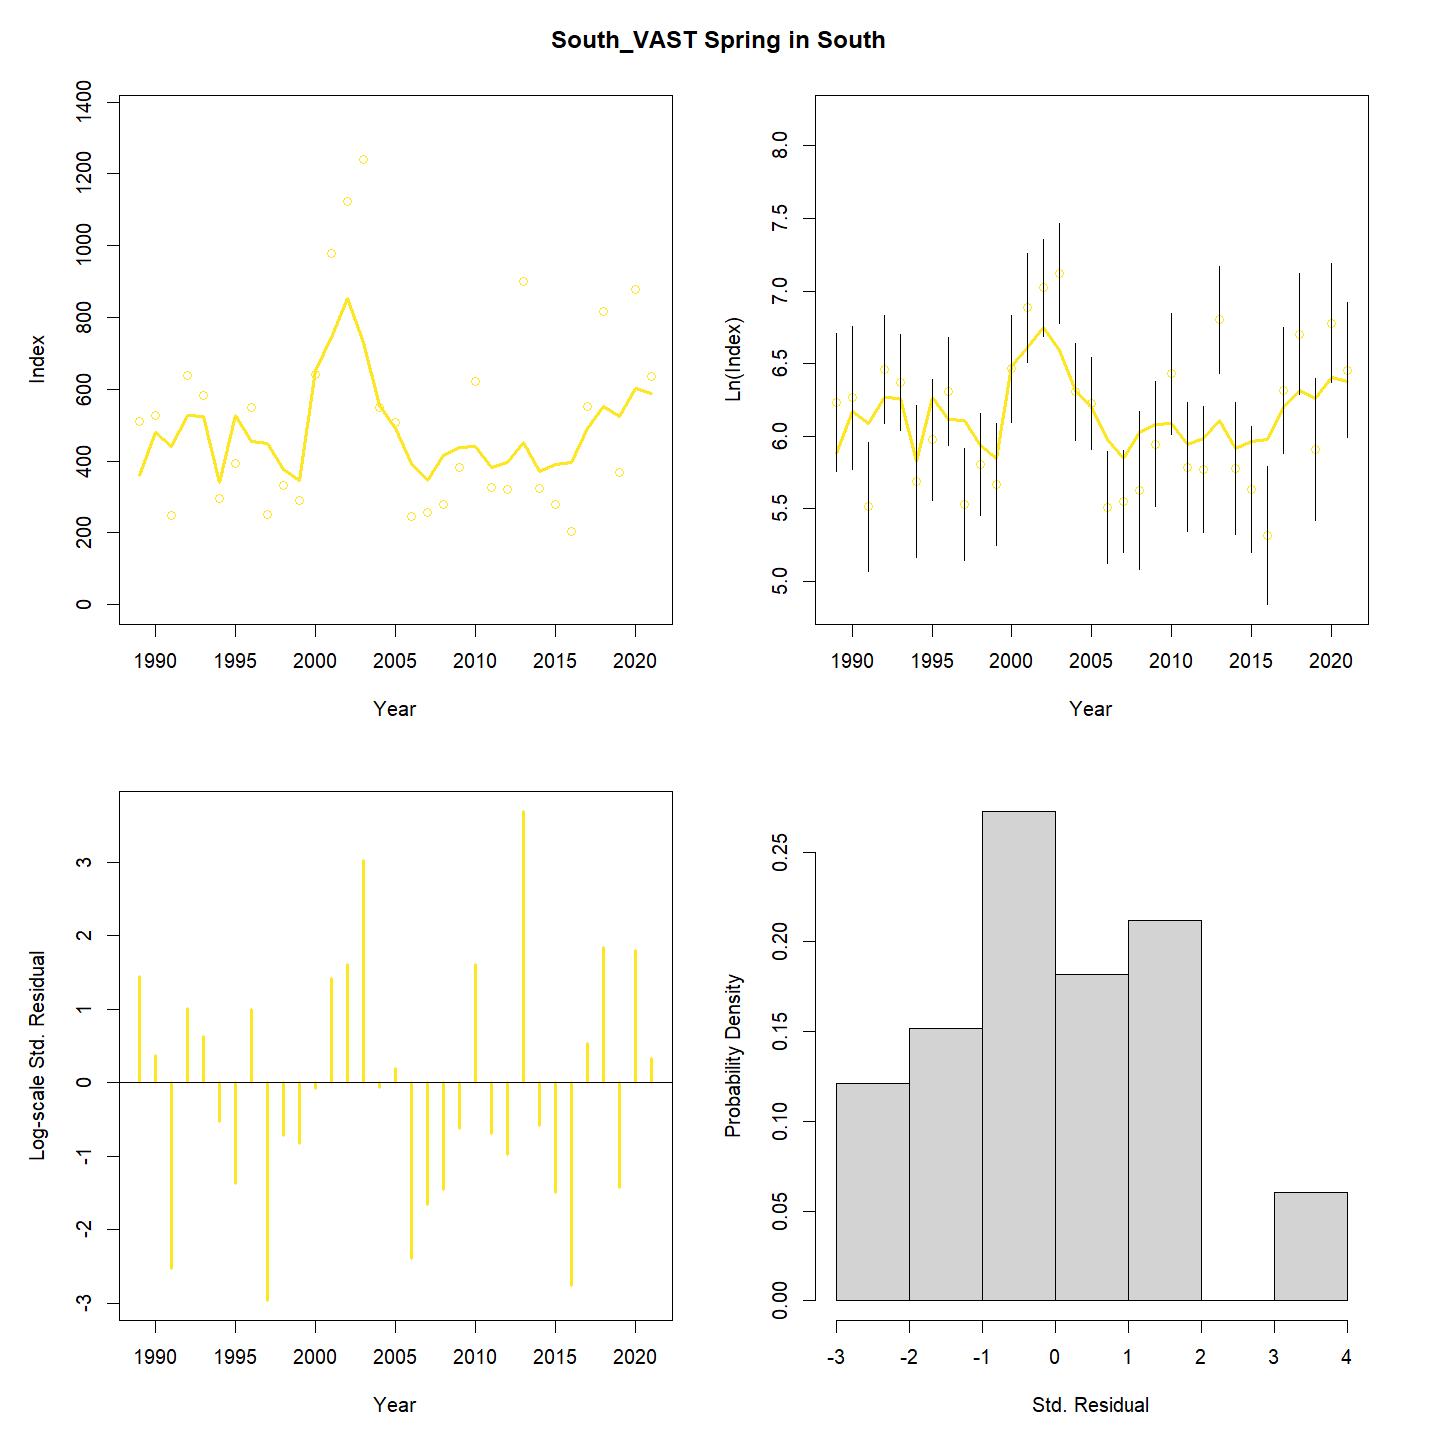 South_VAST Spring in South
Index
0 200 400 600 800 1000 1200 1400
1990 1995 2000 2005 2010 2015 2020
Year
Ln(Index)
5.0 5.5 6.0 6.5 7.0 7.5 8.0
1990 1995 2000 2005 2010 2015 2020
Year
Log-scale Std. Residual
-3 -2 -1 0 1 2 3
1990 1995 2000 2005 2010 2015 2020
Year
Probability Density
0.00 0.05 0.10 0.15 0.20 0.25
-3 -2 -1 0 1 2 3 4
Std. Residual